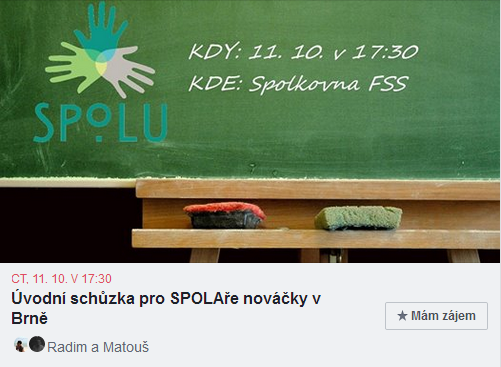 KDY: 11. 10. v 17:30
KDE: Spolkovna FSS
SPOLU
ČT, 11. 10. V 17:30
Úvodní schůzka pro SPOLAře nováčky v
Brně
★ Mám zájem
Radim a Matouš